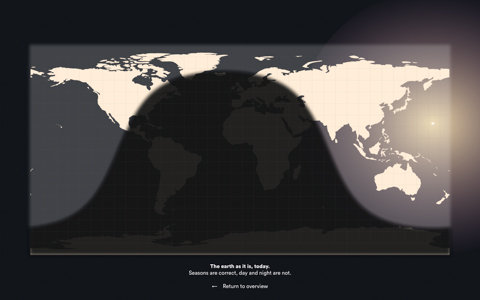 The earth as it is, today.
Seasons are correct, day and night are not.
← Return to overview